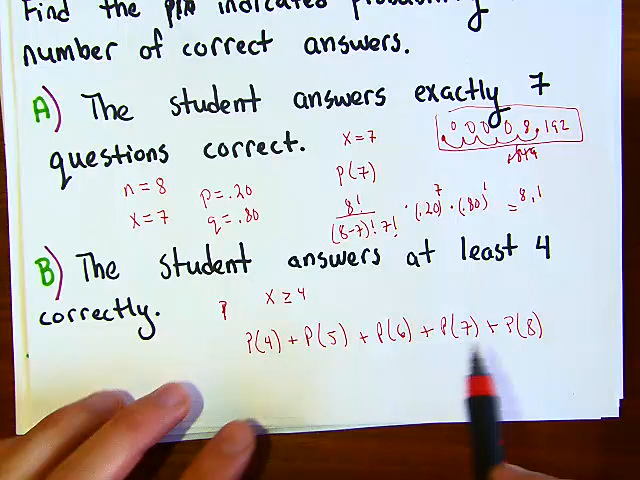 Find the indicated probability
number of correct answers.
A) The student answers exactly 7
questions correct.
x=7
P(7)
n=8 p=.20
x=7 q=.80
8!/(8-7)!7! · (.20)^7 · (.80)^1 = 8.1
B) The student answers at least 4
correctly.
P x ≥ 4
P(4) + P(5) + P(6) + P(7) + P(8)